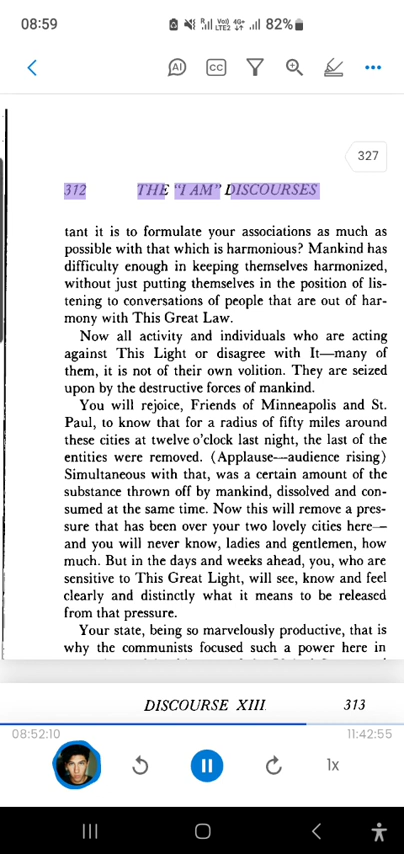 08:59
82%
AI
CC
327
312 THE “I AM” DISCOURSES
tant it is to formulate your associations as much as
possible with that which is harmonious? Mankind has
difficulty enough in keeping themselves harmonized,
without just putting themselves in the position of lis-
tening to conversations of people that are out of har-
mony with This Great Law.
Now all activity and individuals who are acting
against This Light or disagree with It—many of
them, it is not of their own volition. They are seized
upon by the destructive forces of mankind.
You will rejoice, Friends of Minneapolis and St.
Paul, to know that for a radius of fifty miles around
these cities at twelve o’clock last night, the last of the
entities were removed. (Applause—audience rising)
Simultaneous with that, was a certain amount of the
substance thrown off by mankind, dissolved and con-
sumed at the same time. Now this will remove a pres-
sure that has been over your two lovely cities here—
and you will never know, ladies and gentlemen, how
much. But in the days and weeks ahead, you, who are
sensitive to This Great Light, will see, know and feel
clearly and distinctly what it means to be released
from that pressure.
Your state, being so marvelously productive, that is
why the communists focused such a power here in
DISCOURSE XIII 313
08:52:10 11:42:55
1x